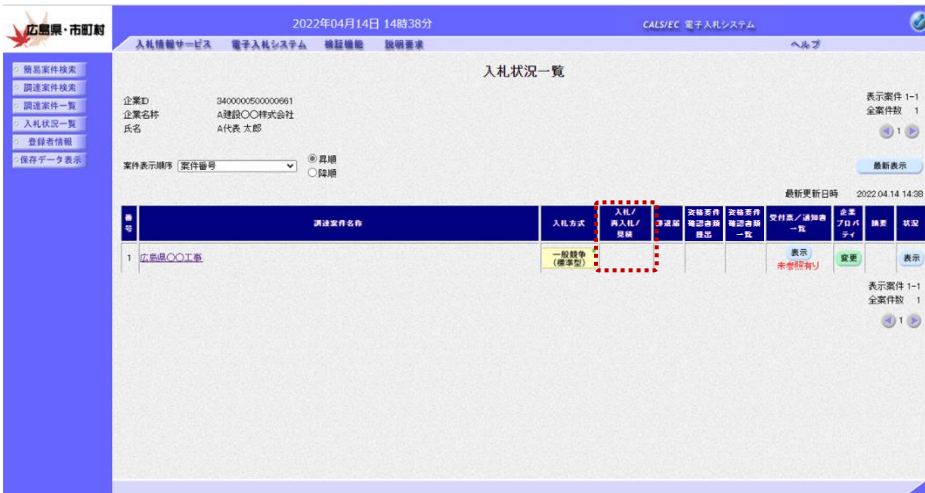 広島県・市町村
2022年04月14日 14時38分
CALS/EC 電子入札システム
入札情報サービス 電子入札システム 検証機能 説明要求 ヘルプ
簡易案件検索
調達案件検索
調達案件一覧
入札状況一覧
登録者情報
保存データ表示
入札状況一覧
企業ID 3400000500000661
企業名称 A建設○○株式会社
氏名 A代表 太郎
表示案件 1-1
全案件数 1
1
案件表示順序 案件番号
昇順
降順
最新表示
最新更新日時 2022.04.14 14:38
番号 調達案件名称 入札方式 入札/再入札/見積 辞退届 資格要件確認書類提出 資格要件確認書類一覧 受付票/通知書一覧 企業プロパティ 摘要 状況
1 広島県○○工事 一般競争(標準型) 表示 未参照有り 変更 表示
表示案件 1-1
全案件数 1
1